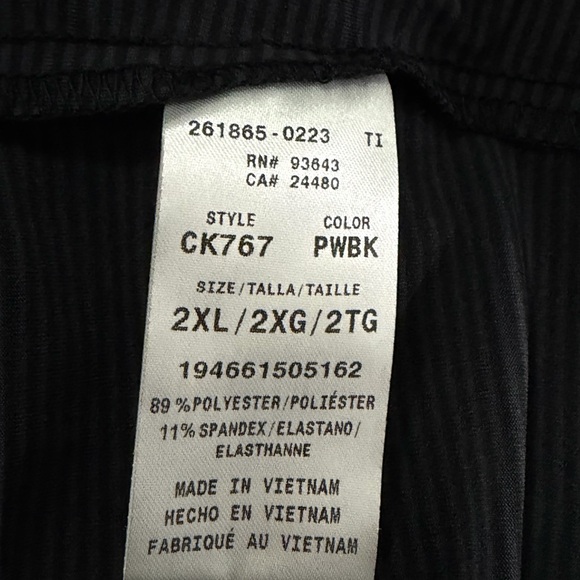 261865-0223 TI
RN# 93643
CA# 24480
STYLE COLOR
CK767 PWBK
SIZE/TALLA/TAILLE
2XL/2XG/2TG
194661505162
89%POLYESTER/POLIÉSTER
11%SPANDEX/ELASTANO/
ELASTHANNE
MADE IN VIETNAM
HECHO EN VIETNAM
FABRIQUÉ AU VIETNAM